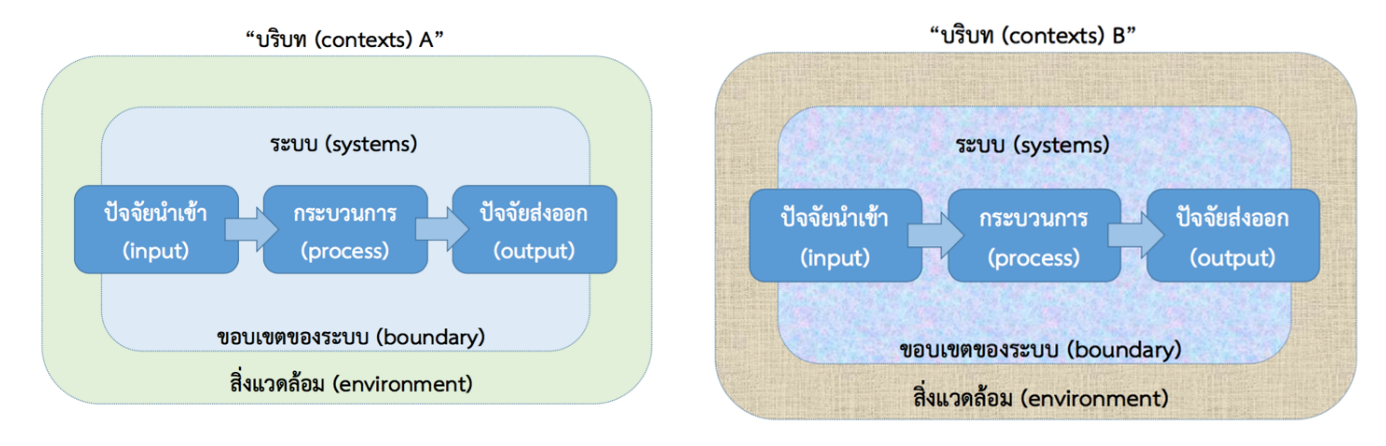 “บริบท (contexts) A”
ระบบ (systems)
ปัจจัยนำเข้า
(input)
กระบวนการ
(process)
ปัจจัยส่งออก
(output)
ขอบเขตของระบบ (boundary)
สิ่งแวดล้อม (environment)
“บริบท (contexts) B”
ระบบ (systems)
ปัจจัยนำเข้า
(input)
กระบวนการ
(process)
ปัจจัยส่งออก
(output)
ขอบเขตของระบบ (boundary)
สิ่งแวดล้อม (environment)